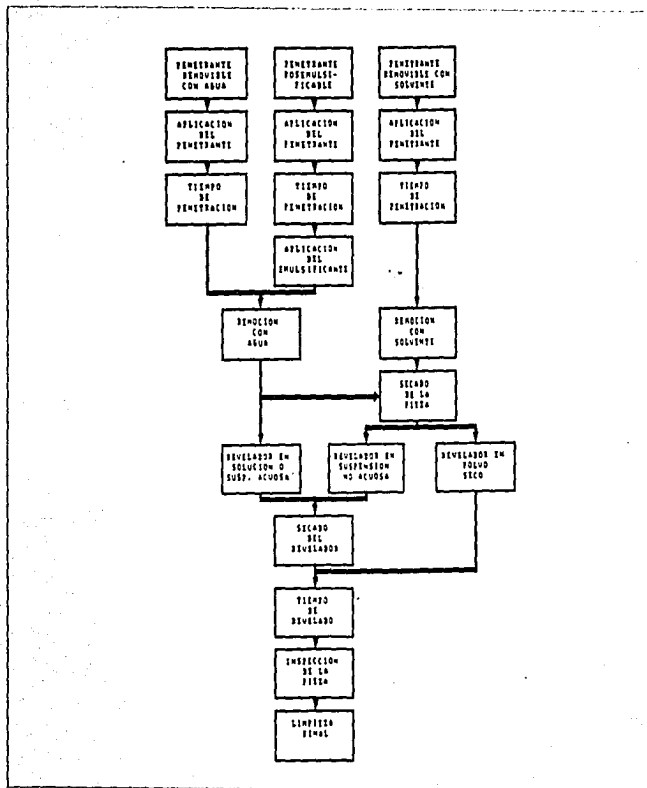 PENETRANTE
REMOVIBLE
CON AGUA
PENETRANTE
POSEMULSI-
FICABLE
PENETRANTE
REMOVIBLE CON
SOLVENTE
APLICACION
DEL
PENETRANTE
APLICACION
DEL
PENETRANTE
APLICACION
DEL
PENETRANTE
TIEMPO
DE
PENETRACION
TIEMPO
DE
PENETRACION
TIEMPO
DE
PENETRACION
APLICACION
DEL
EMULSIFICANTE
REMOCION
CON
AGUA
REMOCION
CON
SOLVENTE
SECADO
DE LA
PIEZA
REVELADOR EN
SOLUCION O
SUSP. ACUOSA
REVELADOR EN
SUSPENSION
NO ACUOSA
REVELADOR EN
POLVO
SECO
SECADO
DEL
REVELADOR
TIEMPO
DE
REVELADO
INSPECCION
DE LA
PIEZA
LIMPIEZA
FINAL